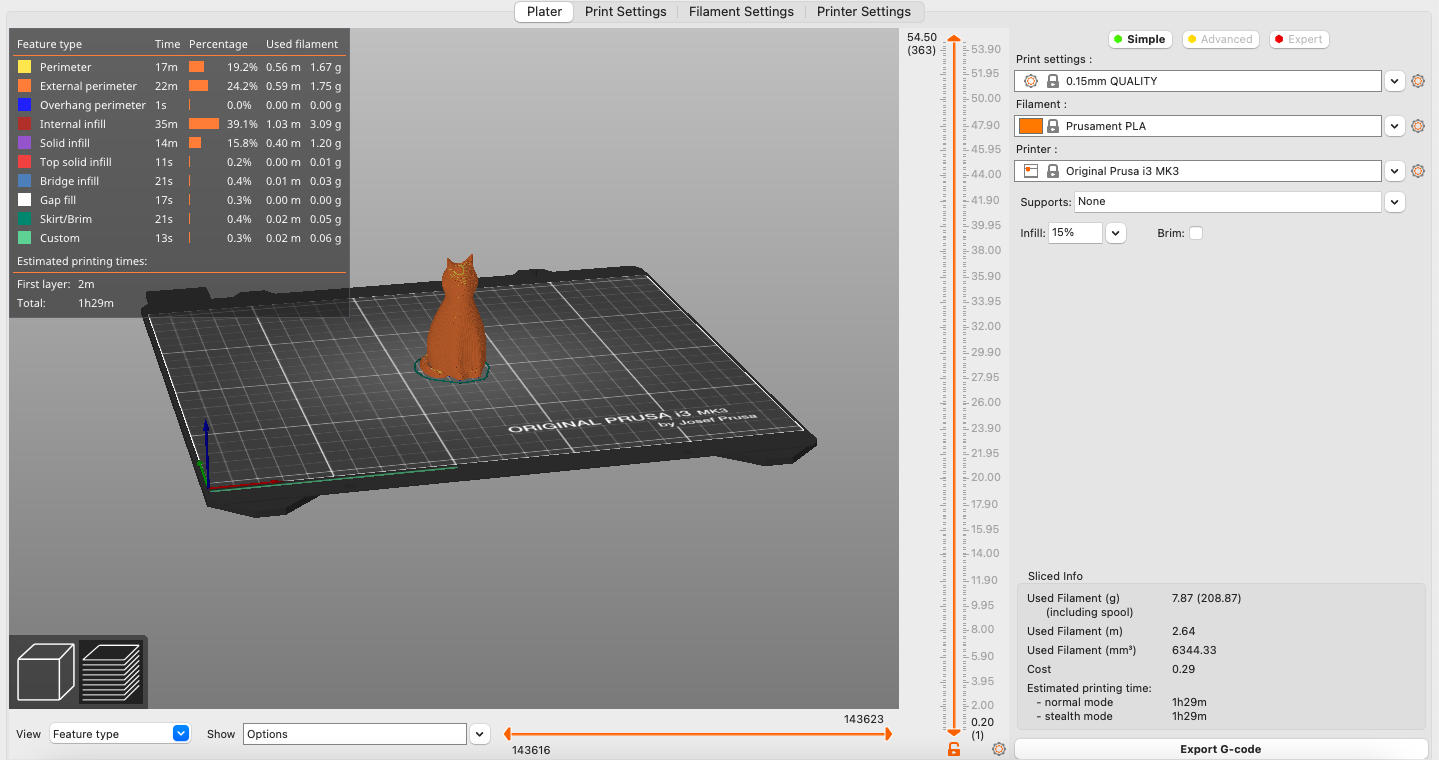 Plater Print Settings Filament Settings Printer Settings
Feature type Time Percentage Used filament
Perimeter 17m 19.2% 0.56 m 1.67 g
External perimeter 22m 24.2% 0.59 m 1.75 g
Overhang perimeter 1s 0.0% 0.00 m 0.00 g
Internal infill 35m 39.1% 1.03 m 3.09 g
Solid infill 14m 15.8% 0.40 m 1.20 g
Top solid infill 11s 0.2% 0.00 m 0.01 g
Bridge infill 21s 0.4% 0.01 m 0.03 g
Gap fill 17s 0.3% 0.00 m 0.00 g
Skirt/Brim 21s 0.4% 0.02 m 0.05 g
Custom 13s 0.3% 0.02 m 0.06 g
Estimated printing times:
First layer: 2m
Total: 1h29m
ORIGINAL PRUSA i3 MK3
by Josef Prusa
View Feature type Show Options
143623
143616
54.50
(363)
53.90
51.95
50.00
47.90
45.95
44.00
41.90
39.95
38.00
35.90
33.95
32.00
29.90
27.95
26.00
23.90
21.95
20.00
17.90
15.95
14.00
11.90
9.95
8.00
5.90
3.95
2.00
0.20
(1)
Simple Advanced Expert
Print settings :
0.15mm QUALITY
Filament :
Prusament PLA
Printer :
Original Prusa i3 MK3
Supports: None
Infill: 15% Brim:
Sliced Info
Used Filament (g) 7.87 (208.87)
(including spool)
Used Filament (m) 2.64
Used Filament (mm³) 6344.33
Cost 0.29
Estimated printing time:
- normal mode 1h29m
- stealth mode 1h29m
Export G-code